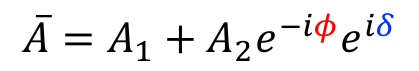 Ā = A₁ + A₂e^{−iϕ}e^{iδ}